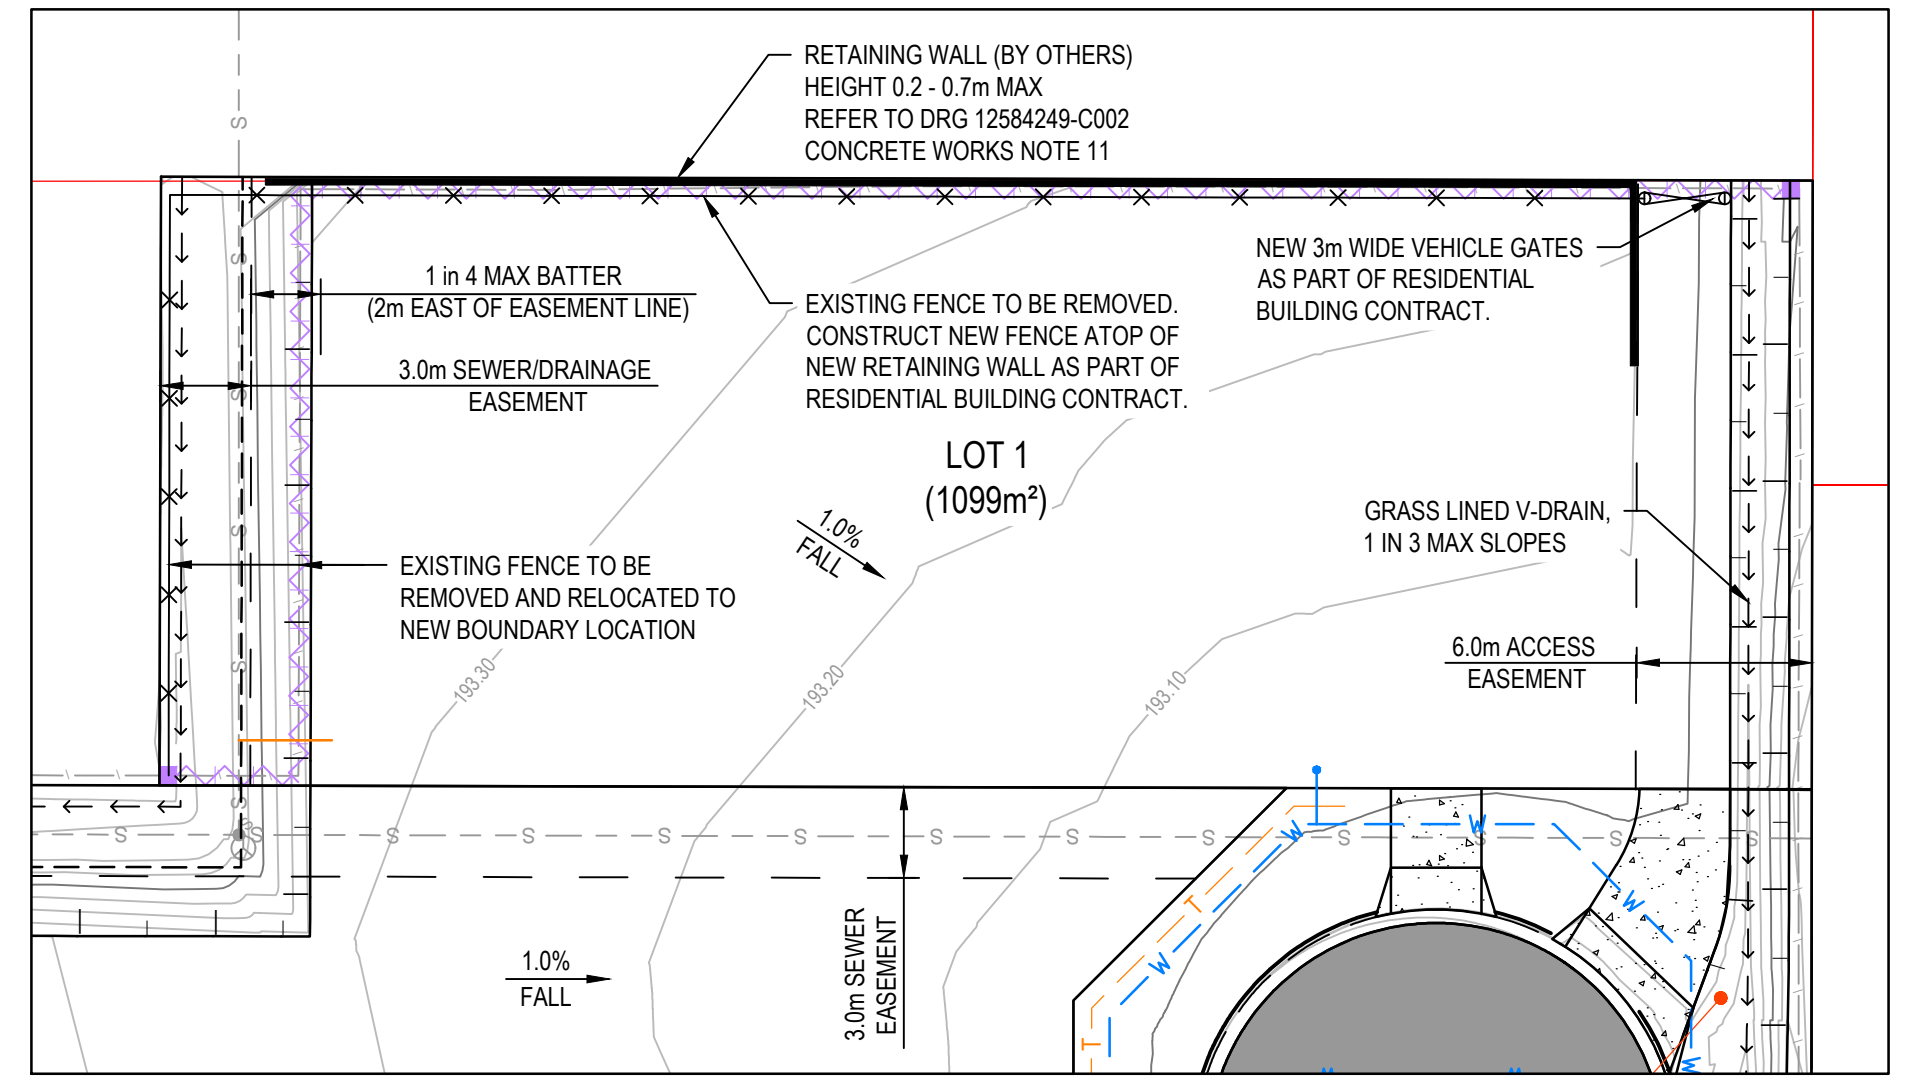 RETAINING WALL (BY OTHERS)
HEIGHT 0.2 - 0.7m MAX
REFER TO DRG 12584249-C002
CONCRETE WORKS NOTE 11
NEW 3m WIDE VEHICLE GATES
AS PART OF RESIDENTIAL
BUILDING CONTRACT.
1 in 4 MAX BATTER
(2m EAST OF EASEMENT LINE)
EXISTING FENCE TO BE REMOVED.
CONSTRUCT NEW FENCE ATOP OF
NEW RETAINING WALL AS PART OF
RESIDENTIAL BUILDING CONTRACT.
3.0m SEWER/DRAINAGE
EASEMENT
LOT 1
(1099m²)
GRASS LINED V-DRAIN,
1 IN 3 MAX SLOPES
1.0%
FALL
EXISTING FENCE TO BE
REMOVED AND RELOCATED TO
NEW BOUNDARY LOCATION
6.0m ACCESS
EASEMENT
193.30
193.20
193.10
S
S
S
S
S
S
S
S S S S S S S S S S S S S
W W
W
W
W
W
W W
T
T
3.0m SEWER
EASEMENT
1.0%
FALL